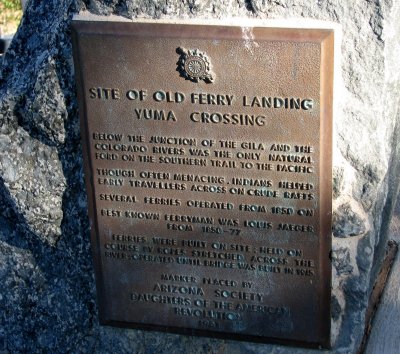 SITE OF OLD FERRY LANDING
YUMA CROSSING
BELOW THE JUNCTION OF THE GILA AND THE
COLORADO RIVERS WAS THE ONLY NATURAL
FORD ON THE SOUTHERN TRAIL TO THE PACIFIC
THOUGH OFTEN MENACING, INDIANS HELPED
EARLY TRAVELLERS ACROSS ON CRUDE RAFTS.
SEVERAL FERRIES OPERATED FROM 1850 ON
BEST KNOWN FERRYMAN WAS LOUIS JAEGER
FROM 1850-77
FERRIES WERE BUILT ON SITE; HELD ON
COURSE BY ROPES STRETCHED ACROSS THE
RIVER-OPERATED UNTIL BRIDGE WAS BUILT IN 1915
MARKER PLACED BY
ARIZONA SOCIETY
DAUGHTERS OF THE AMERICAN
REVOLUTION